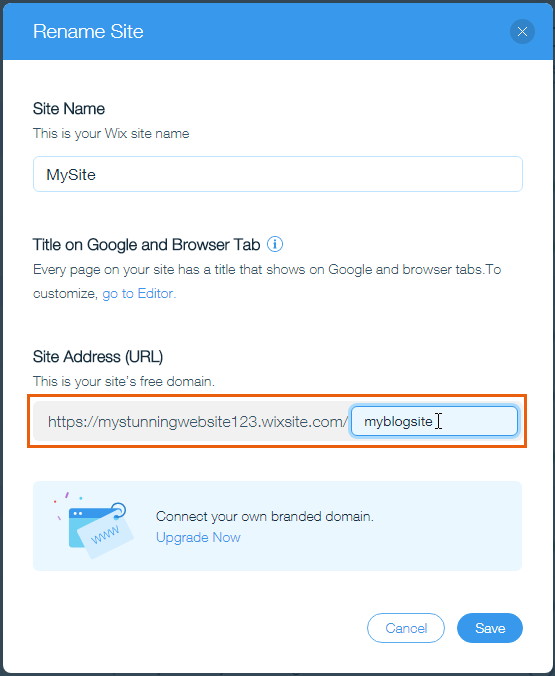 Rename Site
Site Name
This is your Wix site name
MySite
Title on Google and Browser Tab i
Every page on your site has a title that shows on Google and browser tabs.To
customize, go to Editor.
Site Address (URL)
This is your site's free domain.
https://mystunningwebsite123.wixsite.com/ myblogsite
Connect your own branded domain.
WWW
Upgrade Now
Cancel Save